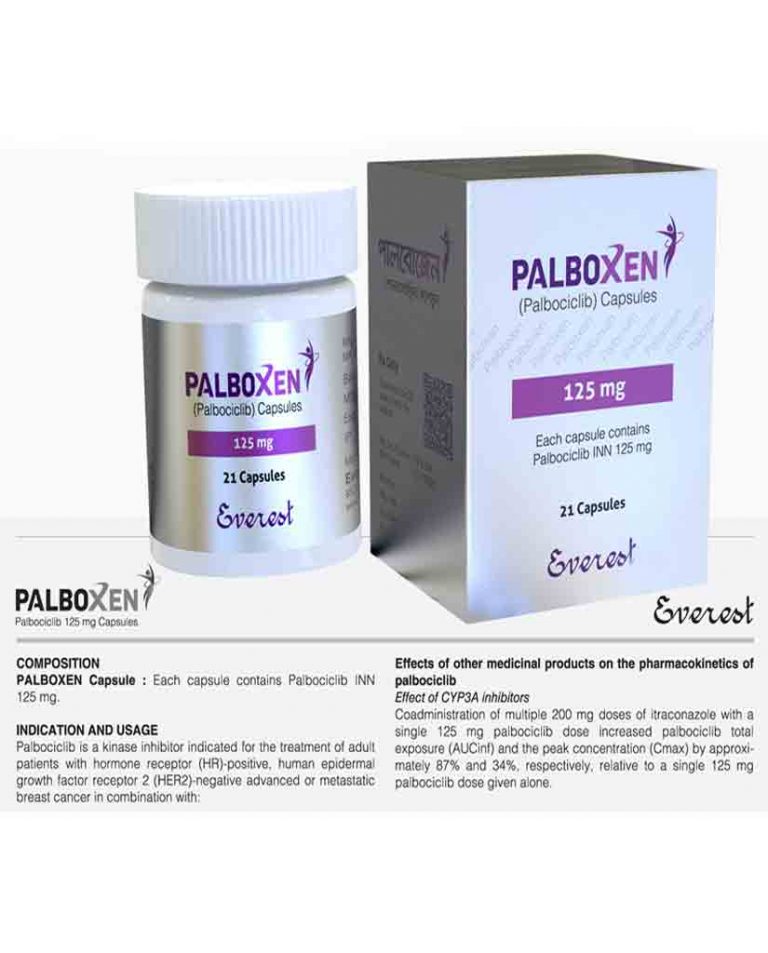 PALBOXEN
(Palbociclib) Capsules
125 mg
21 Capsules
Everest
পালবোক্সেন
PALBOXEN
(Palbociclib) Capsules
125 mg
Each capsule contains
Palbociclib INN 125 mg
21 Capsules
Everest
PALBOXEN
Palbociclib 125 mg Capsules
Everest
COMPOSITION
PALBOXEN Capsule : Each capsule contains Palbociclib INN
125 mg.
INDICATION AND USAGE
Palbociclib is a kinase inhibitor indicated for the treatment of adult
patients with hormone receptor (HR)-positive, human epidermal
growth factor receptor 2 (HER2)-negative advanced or metastatic
breast cancer in combination with:
Effects of other medicinal products on the pharmacokinetics of
palbociclib
Effect of CYP3A inhibitors
Coadministration of multiple 200 mg doses of itraconazole with a
single 125 mg palbociclib dose increased palbociclib total
exposure (AUCinf) and the peak concentration (Cmax) by approxi-
mately 87% and 34%, respectively, relative to a single 125 mg
palbociclib dose given alone.